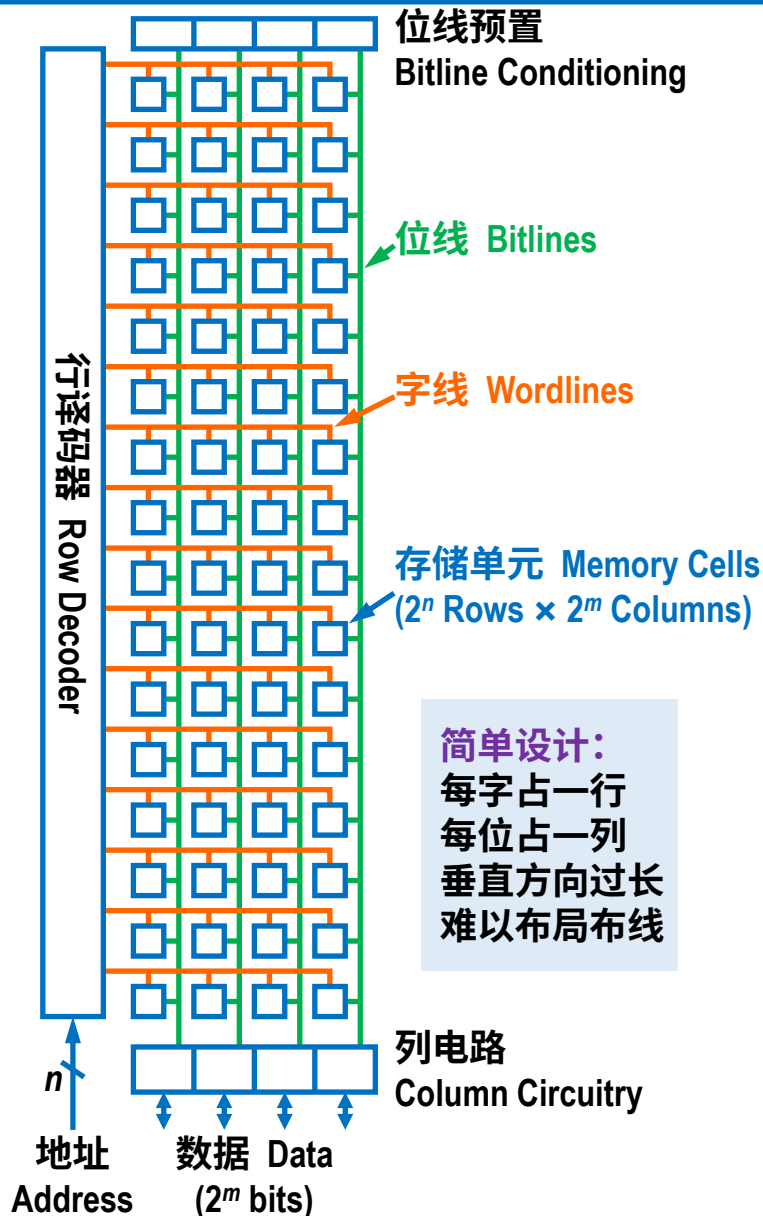 位线预置
Bitline Conditioning
位线 Bitlines
字线 Wordlines
行译码器 Row Decoder
存储单元 Memory Cells
(2ⁿ Rows × 2ᵐ Columns)
简单设计：
每字占一行
每位占一列
垂直方向过长
难以布局布线
列电路
Column Circuitry
n
地址
Address
数据 Data
(2ᵐ bits)